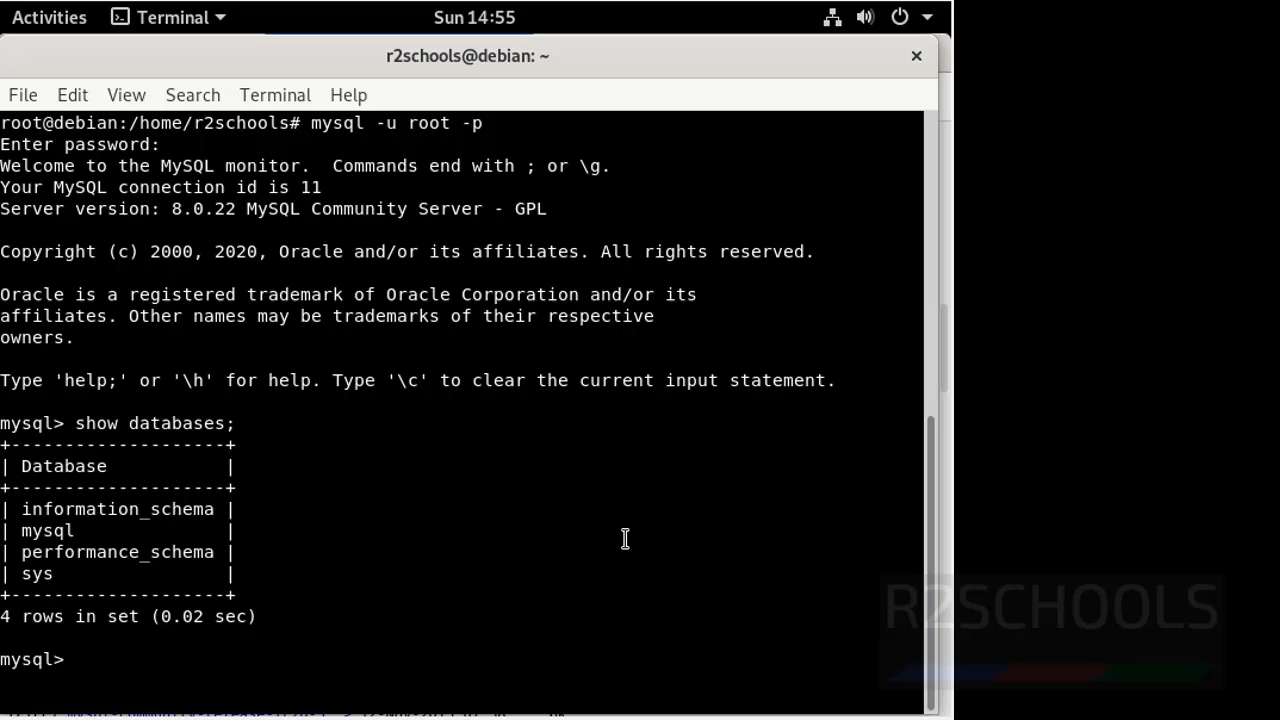 Activities Terminal Sun 14:55
r2schools@debian: ~ ×
File Edit View Search Terminal Help
root@debian:/home/r2schools# mysql -u root -p
Enter password:
Welcome to the MySQL monitor.  Commands end with ; or \g.
Your MySQL connection id is 11
Server version: 8.0.22 MySQL Community Server - GPL
Copyright (c) 2000, 2020, Oracle and/or its affiliates. All rights reserved.
Oracle is a registered trademark of Oracle Corporation and/or its
affiliates. Other names may be trademarks of their respective
owners.
Type 'help;' or '\h' for help. Type '\c' to clear the current input statement.
mysql> show databases;
+--------------------+
| Database           |
+--------------------+
| information_schema |
| mysql              |
| performance_schema |
| sys                |
+--------------------+
4 rows in set (0.02 sec)
mysql>
R2SCHOOLS